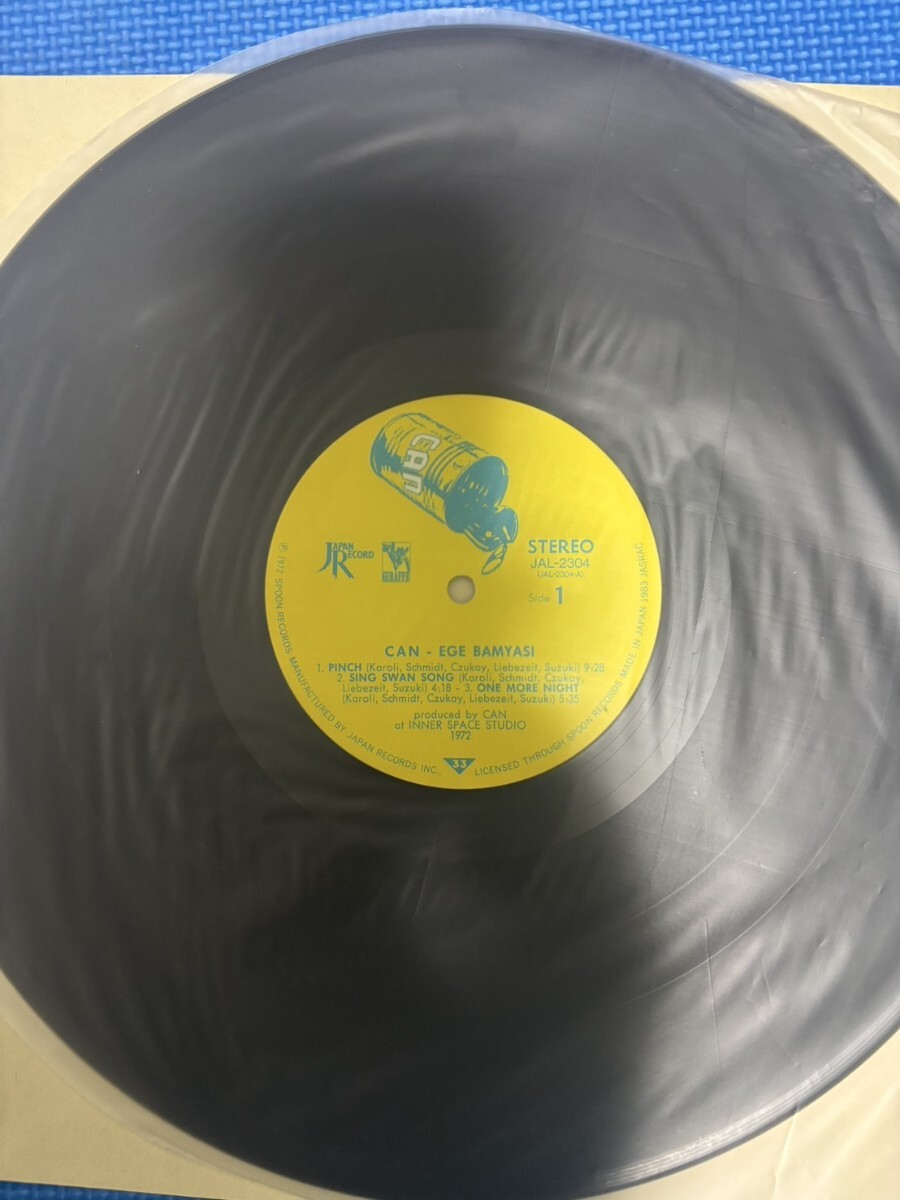 CAN
JAPAN RECORD
GIRAFFE
STEREO
JAL-2304
(JAL-2304-A)
Side 1
CAN - EGE BAMYASI
1. PINCH (Karoli, Schmidt, Czukay, Liebezeit, Suzuki) 9:28
2. SING SWAN SONG (Karoli, Schmidt, Czukay,
Liebezeit, Suzuki) 4:18 - 3. ONE MORE NIGHT
(Karoli, Schmidt, Czukay, Liebezeit, Suzuki) 5:35
produced by CAN
at INNER SPACE STUDIO
1972
33
Ⓟ 1972 SPOON RECORDS MANUFACTURED BY JAPAN RECORDS INC., LICENSED THROUGH SPOON RECORDS MADE IN JAPAN 1983 JASRAC